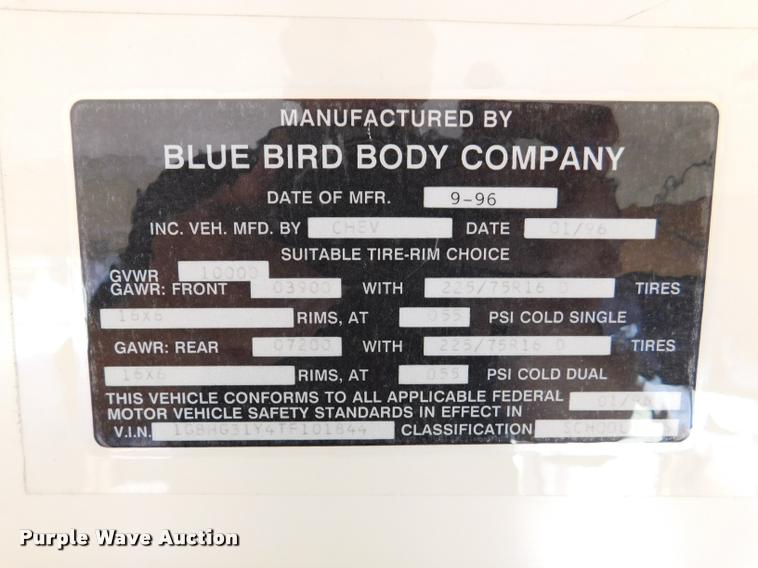 MANUFACTURED BY
BLUE BIRD BODY COMPANY
DATE OF MFR. 9-96
INC. VEH. MFD. BY CHEV DATE 01/96
SUITABLE TIRE-RIM CHOICE
GVWR 10000
GAWR: FRONT 03900 WITH 225/75R16 D TIRES
16x6 RIMS, AT 055 PSI COLD SINGLE
GAWR: REAR 07200 WITH 225/75R16 D TIRES
16x6 RIMS, AT 055 PSI COLD DUAL
THIS VEHICLE CONFORMS TO ALL APPLICABLE FEDERAL
MOTOR VEHICLE SAFETY STANDARDS IN EFFECT IN
V.I.N. 1GBHG31Y4TF101844 CLASSIFICATION SCHOOL
Purple Wave Auction